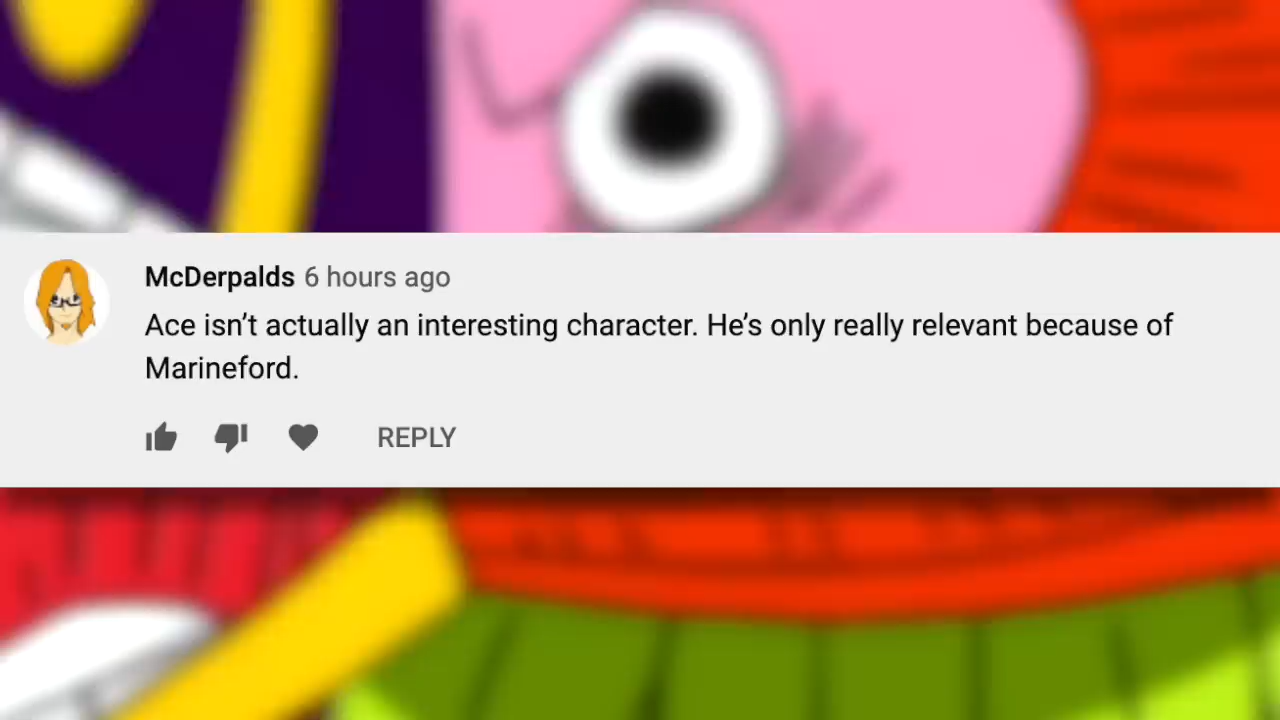 McDerpalds 6 hours ago
Ace isn’t actually an interesting character. He’s only really relevant because of
Marineford.
REPLY